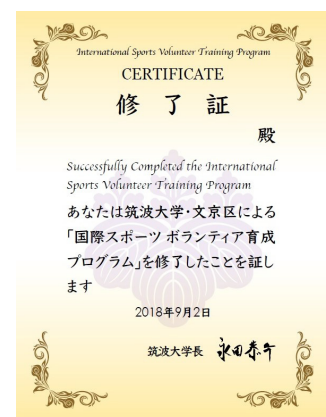 International Sports Volunteer Training Program
CERTIFICATE
修了証
殿
Successfully Completed the International
Sports Volunteer Training Program
あなたは筑波大学・文京区による
「国際スポーツボランティア育成
プログラム」を修了したことを証し
ます
2018年9月2日
筑波大学長 永田恭介